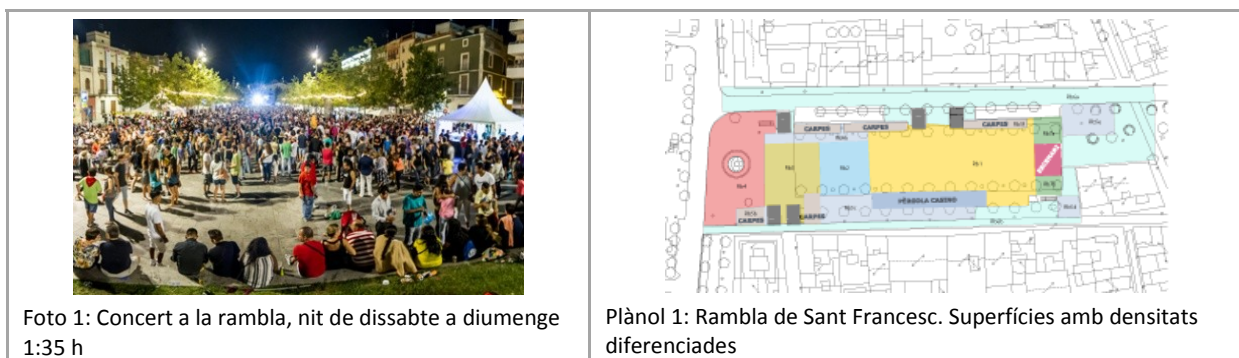 CARPES
CARPES
CARPES
PÈRGOLA CASINO
CARPES
CARPES
ESCENARI
Foto 1: Concert a la rambla, nit de dissabte a diumenge
1:35 h
Plànol 1: Rambla de Sant Francesc. Superfícies amb densitats
diferenciades